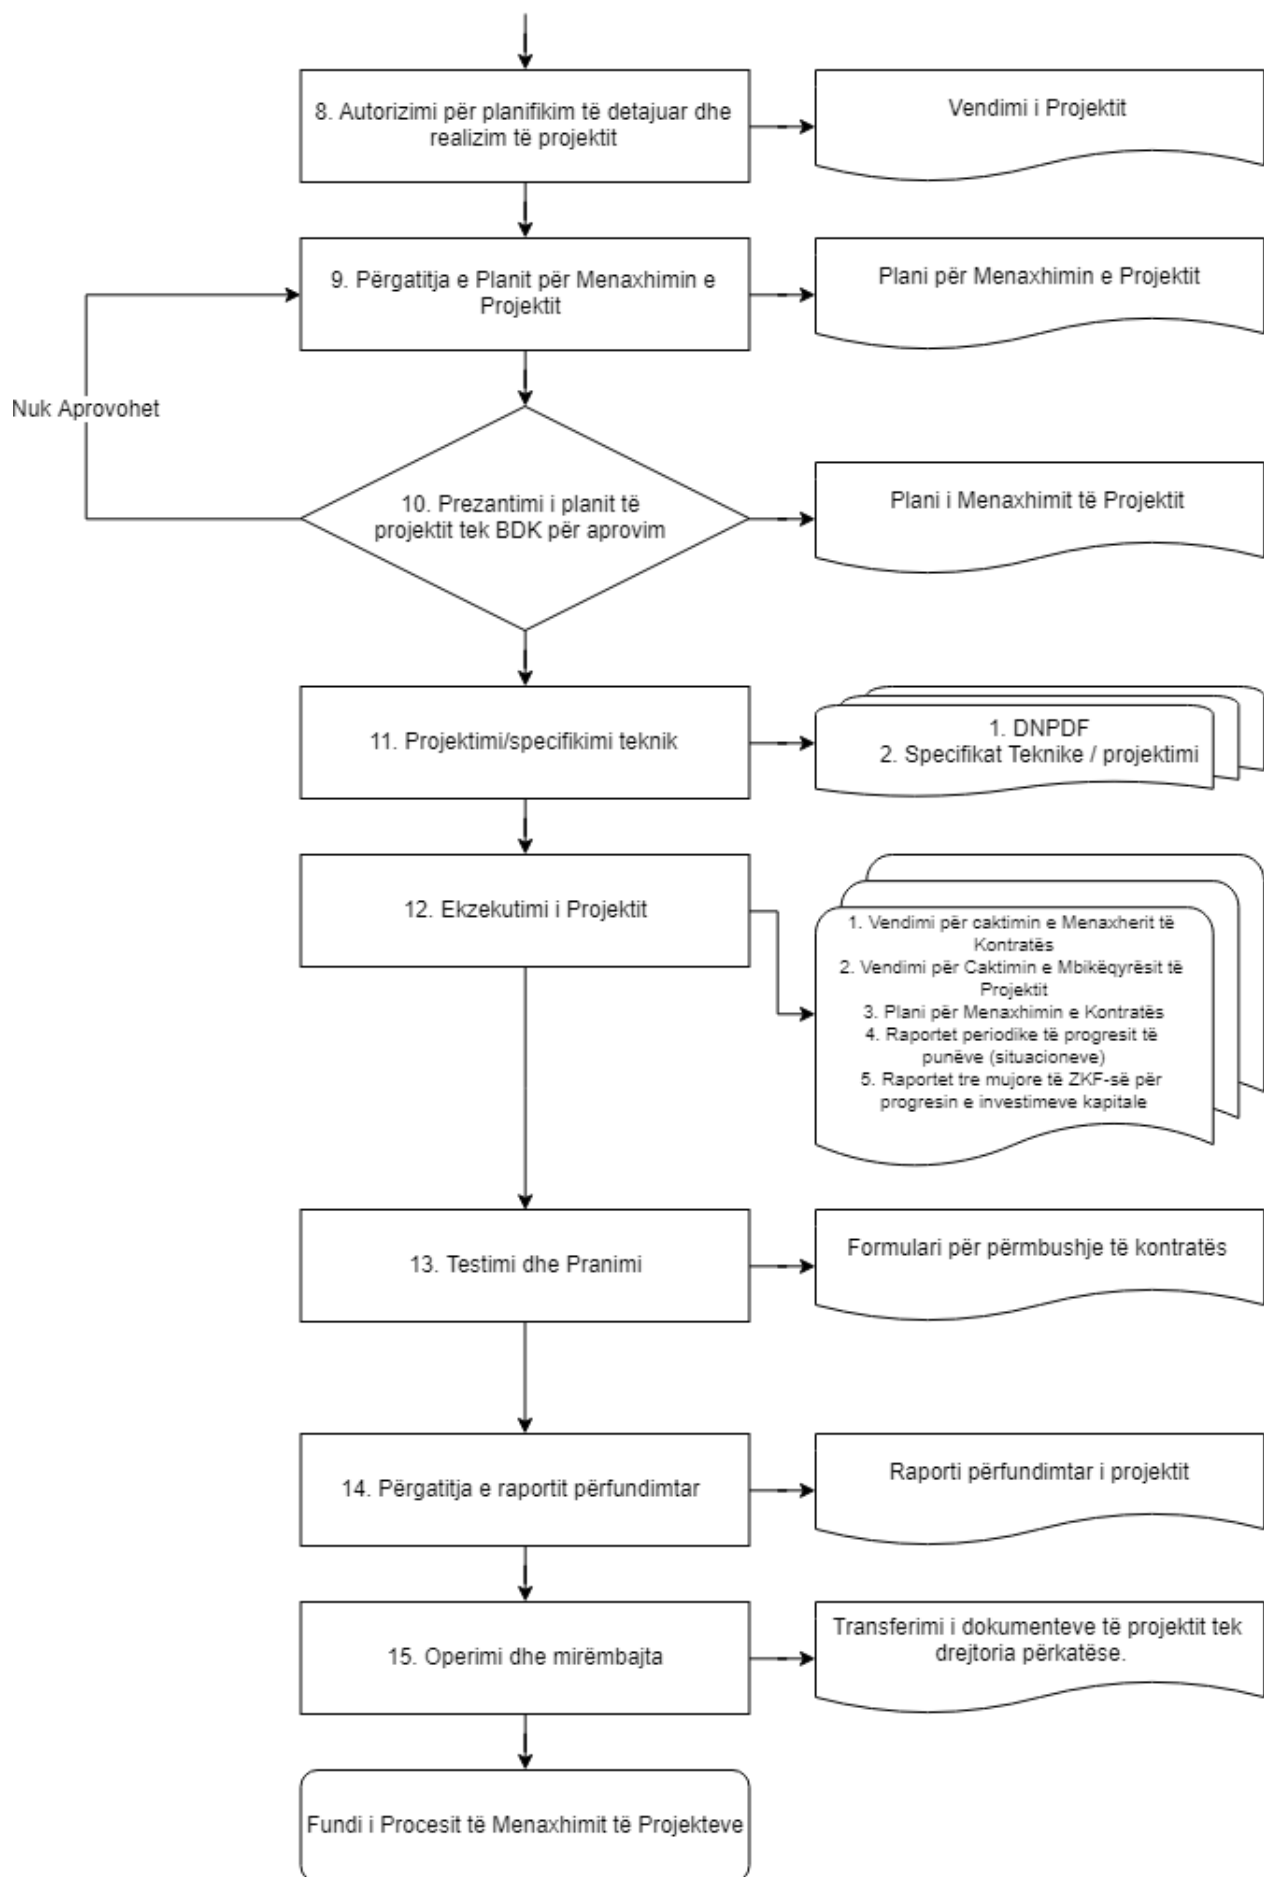 8. Autorizimi për planifikim të detajuar dhe
realizim të projektit
Vendimi i Projektit
9. Përgatitja e Planit për Menaxhimin e
Projektit
Plani për Menaxhimin e Projektit
Nuk Aprovohet
10. Prezantimi i planit të
projektit tek BDK për aprovim
Plani i Menaxhimit të Projektit
11. Projektimi/specifikimi teknik
1. DNPDF
2. Specifikat Teknike / projektimi
12. Ekzekutimi i Projektit
1. Vendimi për caktimin e Menaxherit të
Kontratës
2. Vendimi për Caktimin e Mbikëqyrësit të
Projektit
3. Plani për Menaxhimin e Kontratës
4. Raportet periodike të progresit të
punëve (situacioneve)
5. Raportet tre mujore të ZKF-së për
progresin e investimeve kapitale
13. Testimi dhe Pranimi
Formulari për përmbushje të kontratës
14. Përgatitja e raportit përfundimtar
Raporti përfundimtar i projektit
15. Operimi dhe mirëmbajta
Transferimi i dokumenteve të projektit tek
drejtoria përkatëse.
Fundi i Procesit të Menaxhimit të Projekteve